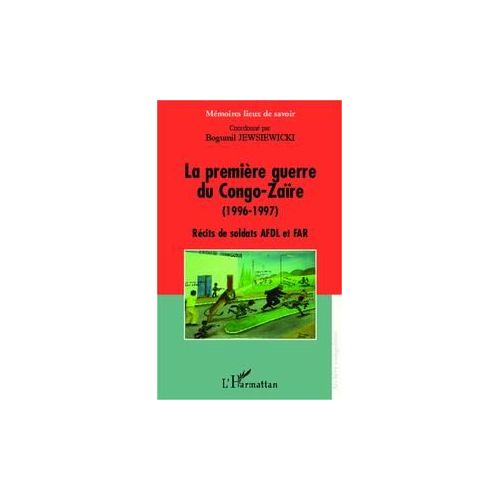 Mémoires lieux de savoir
Coordonné par
Bogumil JEWSIEWICKI
La première guerre
du Congo-Zaïre
(1996-1997)
Récits de soldats AFDL et FAR
L'Harmattan